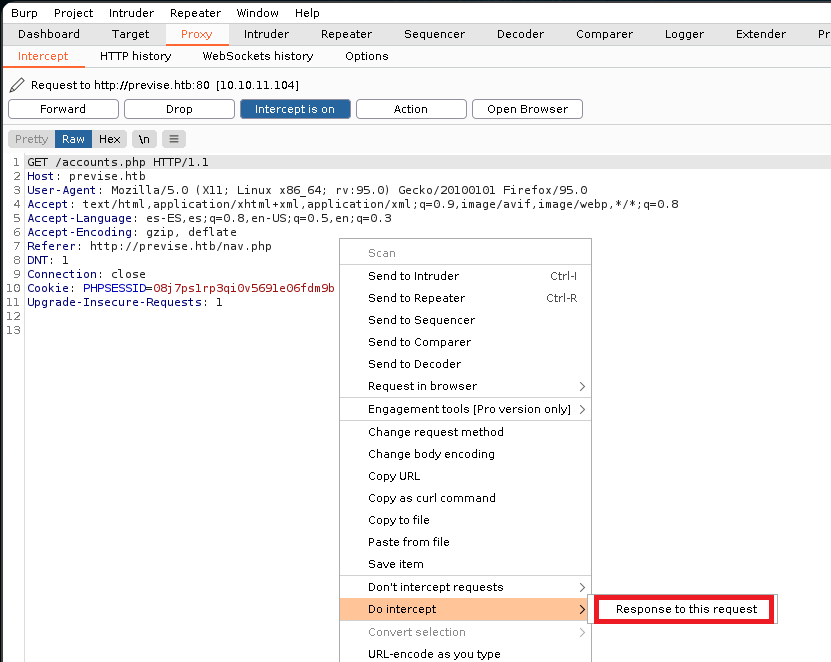 Burp Project Intruder Repeater Window Help
Dashboard Target Proxy Intruder Repeater Sequencer Decoder Comparer Logger Extender Pr
Intercept HTTP history WebSockets history Options
Request to http://previse.htb:80 [10.10.11.104]
Forward Drop Intercept is on Action Open Browser
Pretty Raw Hex \n
1 GET /accounts.php HTTP/1.1
2 Host: previse.htb
3 User-Agent: Mozilla/5.0 (X11; Linux x86_64; rv:95.0) Gecko/20100101 Firefox/95.0
4 Accept: text/html,application/xhtml+xml,application/xml;q=0.9,image/avif,image/webp,*/*;q=0.8
5 Accept-Language: es-ES,es;q=0.8,en-US;q=0.5,en;q=0.3
6 Accept-Encoding: gzip, deflate
7 Referer: http://previse.htb/nav.php
8 DNT: 1
9 Connection: close
10 Cookie: PHPSESSID=08j7ps1rp3qi0v5691e06fdm9b
11 Upgrade-Insecure-Requests: 1
12
13
Scan
Send to Intruder Ctrl-I
Send to Repeater Ctrl-R
Send to Sequencer
Send to Comparer
Send to Decoder
Request in browser
Engagement tools [Pro version only]
Change request method
Change body encoding
Copy URL
Copy as curl command
Copy to file
Paste from file
Save item
Don't intercept requests
Do intercept
Response to this request
Convert selection
URL-encode as you type